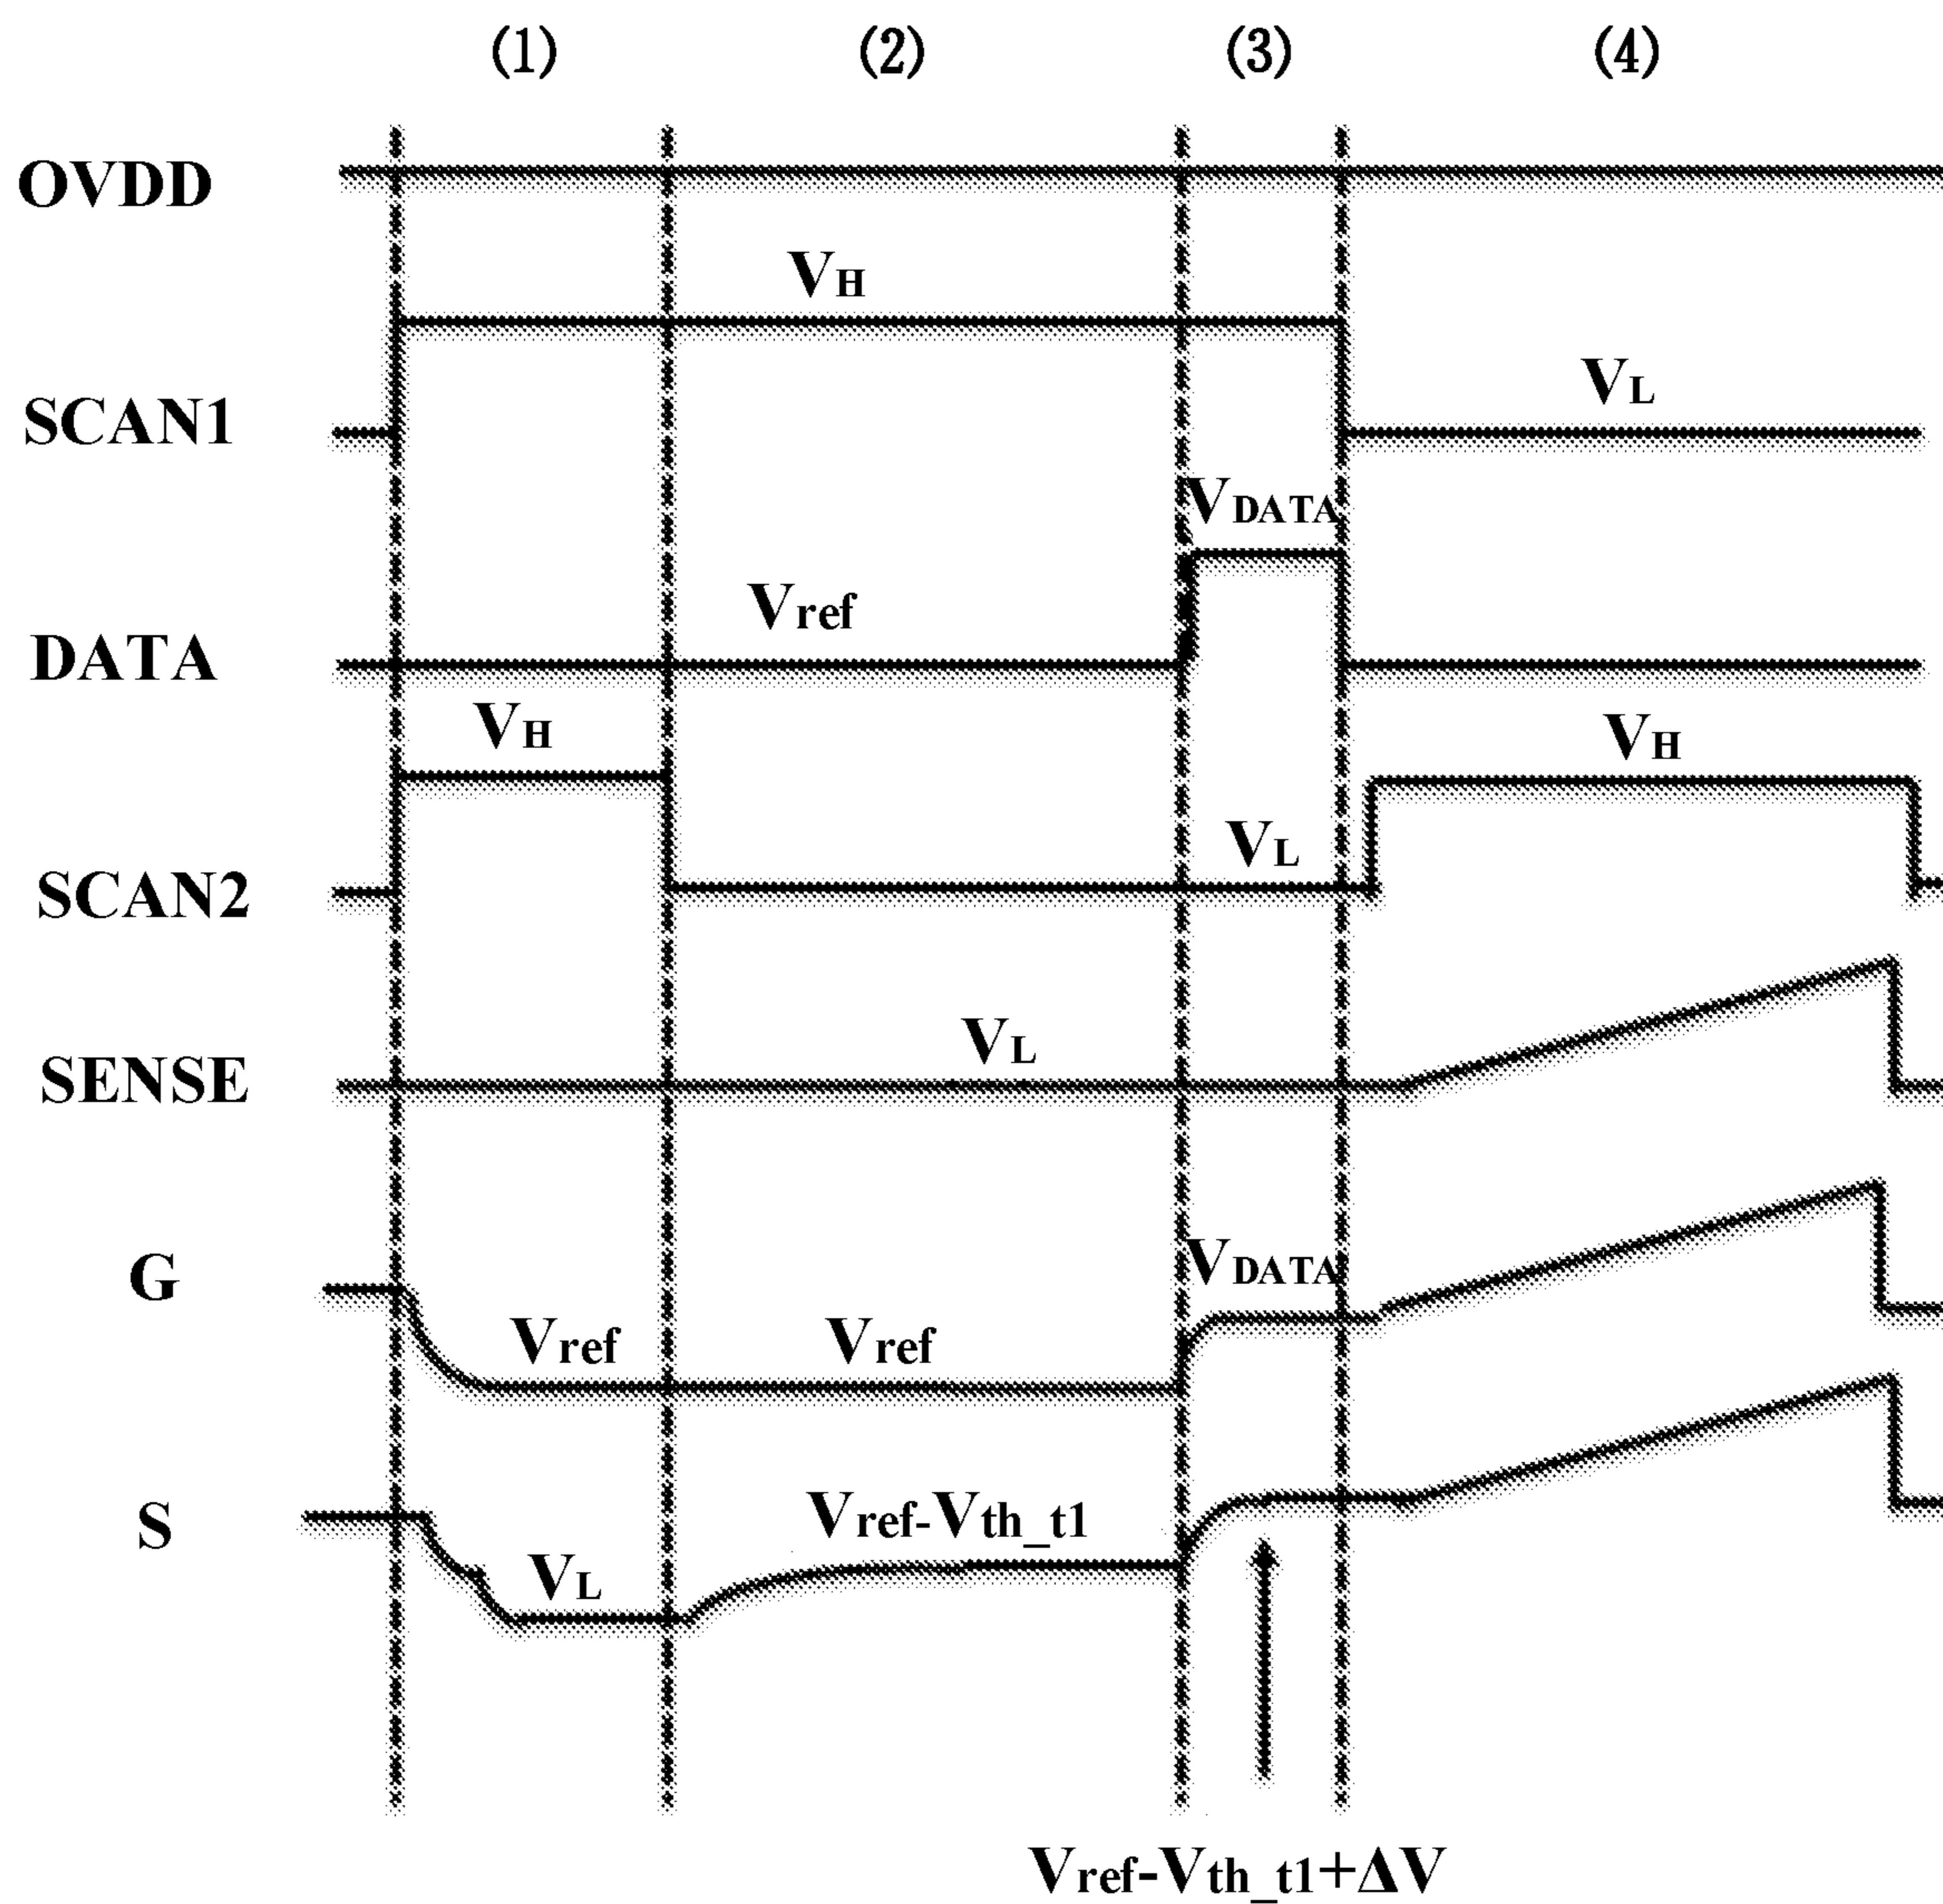 (1) (2) (3) (4)
OVDD
VH
SCAN1
VL
VDATA
Vref
DATA
VH
VH
VL
SCAN2
VL
SENSE
VDATA
G
Vref Vref
Vref-Vth_t1
S
VL
Vref-Vth_t1+ΔV